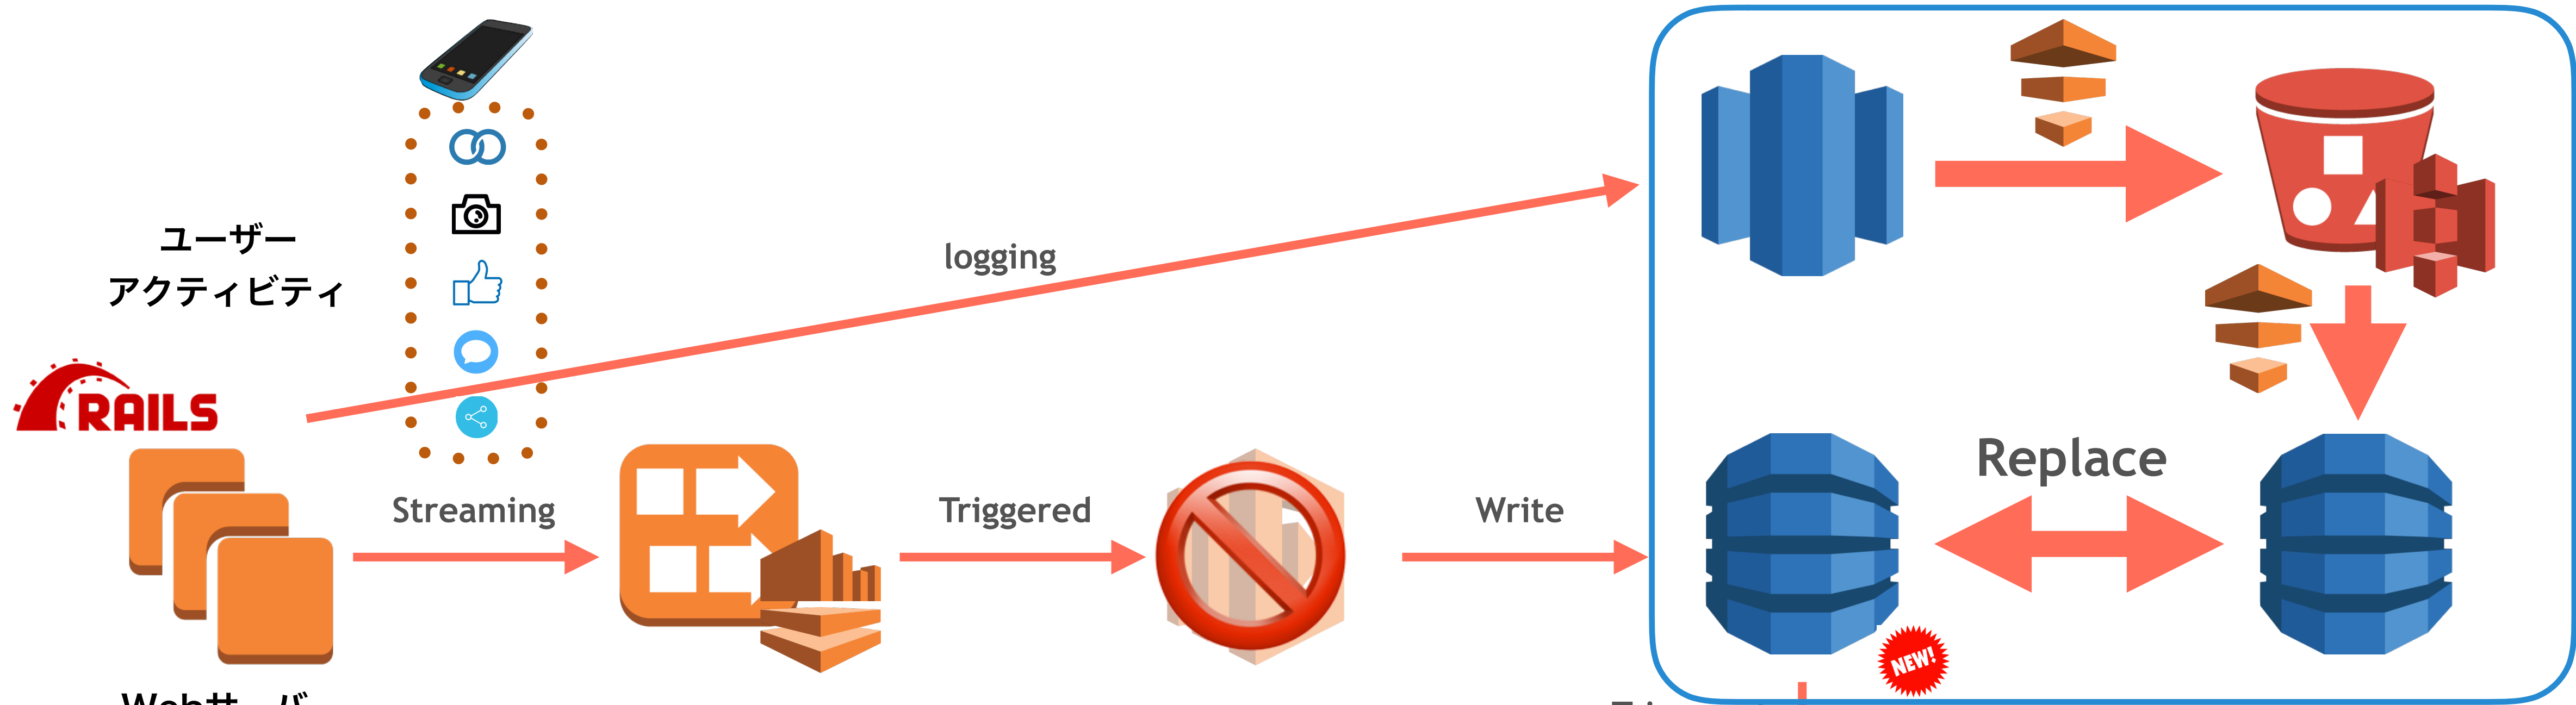 ユーザー
アクティビティ
logging
RAILS
Replace
Streaming
Triggered
Write
NEW!